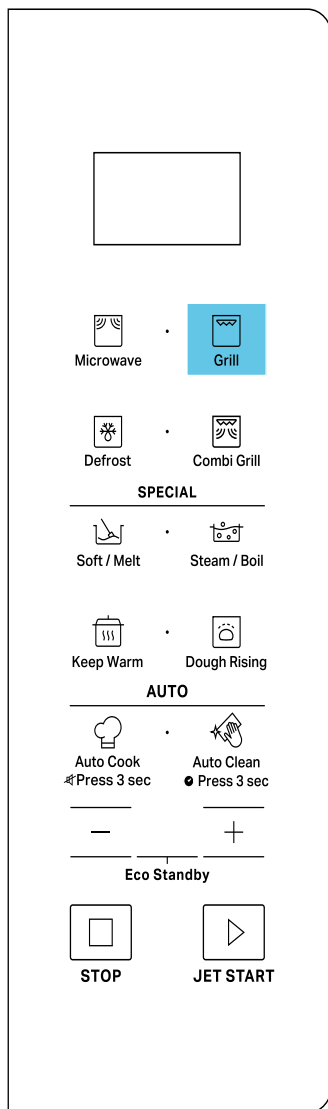 Microwave
Grill
Defrost
Combi Grill
SPECIAL
Soft / Melt
Steam / Boil
Keep Warm
Dough Rising
AUTO
Auto Cook
Press 3 sec
Auto Clean
Press 3 sec
Eco Standby
STOP
JET START